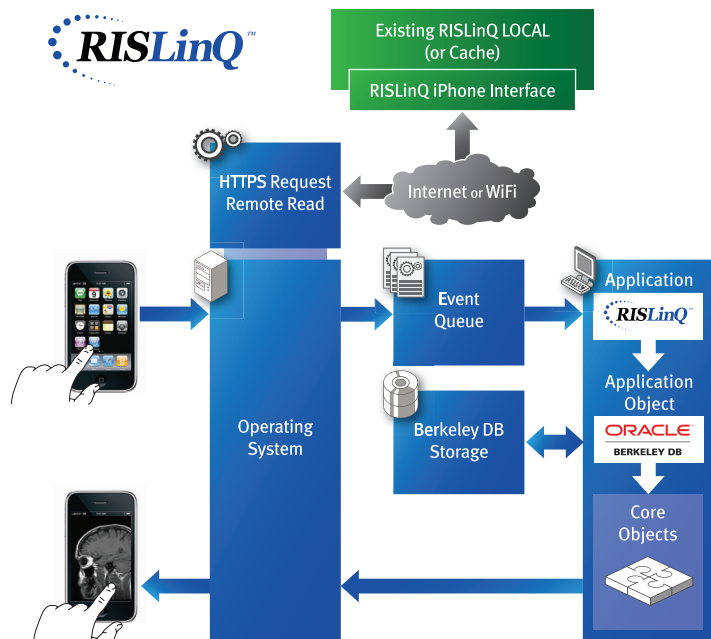 RISLinQ™
Existing RISLinQ LOCAL
(or Cache)
RISLinQ iPhone Interface
HTTPS Request
Remote Read
Internet or WiFi
Event
Queue
Application
RISLinQ™
Application
Object
ORACLE®
BERKELEY DB
Operating
System
Berkeley DB
Storage
Core
Objects